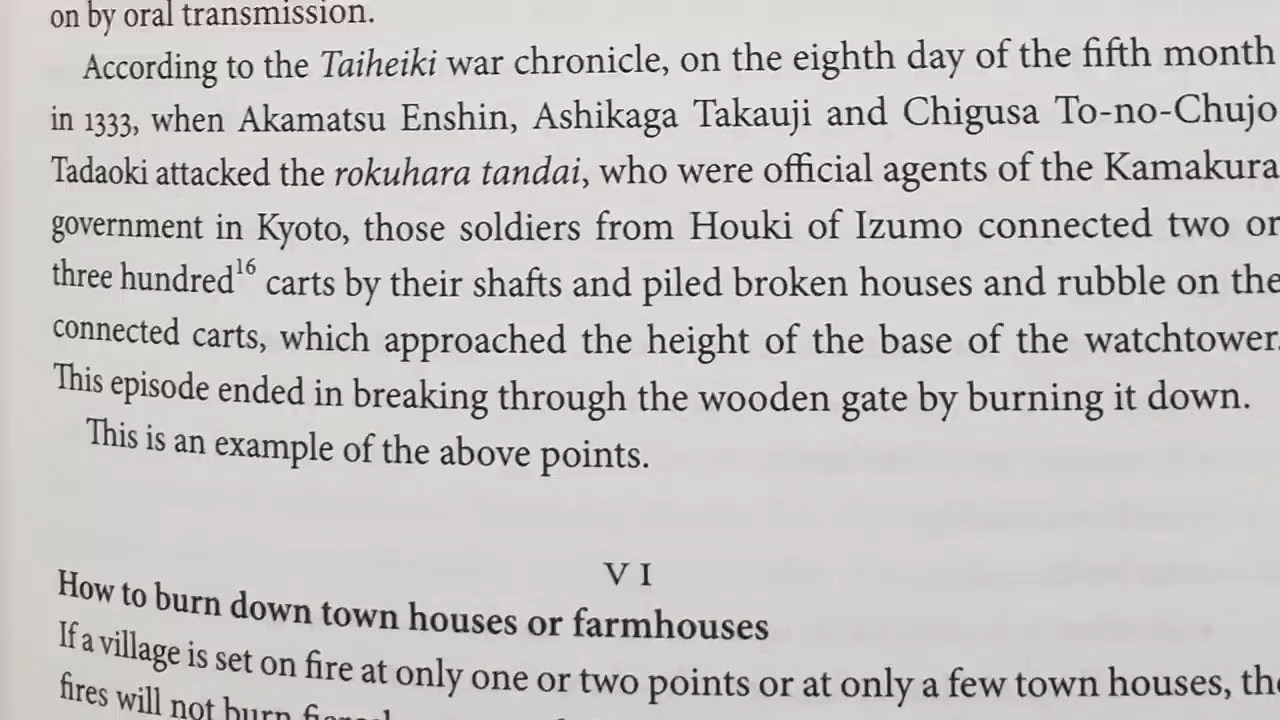 on by oral transmission.
According to the Taiheiki war chronicle, on the eighth day of the fifth month
in 1333, when Akamatsu Enshin, Ashikaga Takauji and Chigusa To-no-Chujo
Tadaoki attacked the rokuhara tandai, who were official agents of the Kamakura
government in Kyoto, those soldiers from Houki of Izumo connected two or
three hundred16 carts by their shafts and piled broken houses and rubble on the
connected carts, which approached the height of the base of the watchtower.
This episode ended in breaking through the wooden gate by burning it down.
This is an example of the above points.
VI
How to burn down town houses or farmhouses
If a village is set on fire at only one or two points or at only a few town houses, the
fires will not burn